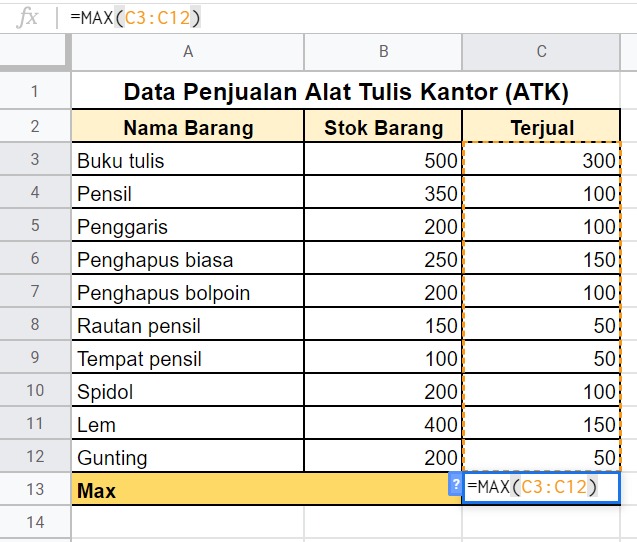 fx =MAX(C3:C12)
A B C
1 Data Penjualan Alat Tulis Kantor (ATK)
2 Nama Barang Stok Barang Terjual
3 Buku tulis 500 300
4 Pensil 350 100
5 Penggaris 200 100
6 Penghapus biasa 250 150
7 Penghapus bolpoin 200 100
8 Rautan pensil 150 50
9 Tempat pensil 100 50
10 Spidol 200 100
11 Lem 400 150
12 Gunting 200 50
13 Max ? =MAX(C3:C12)
14